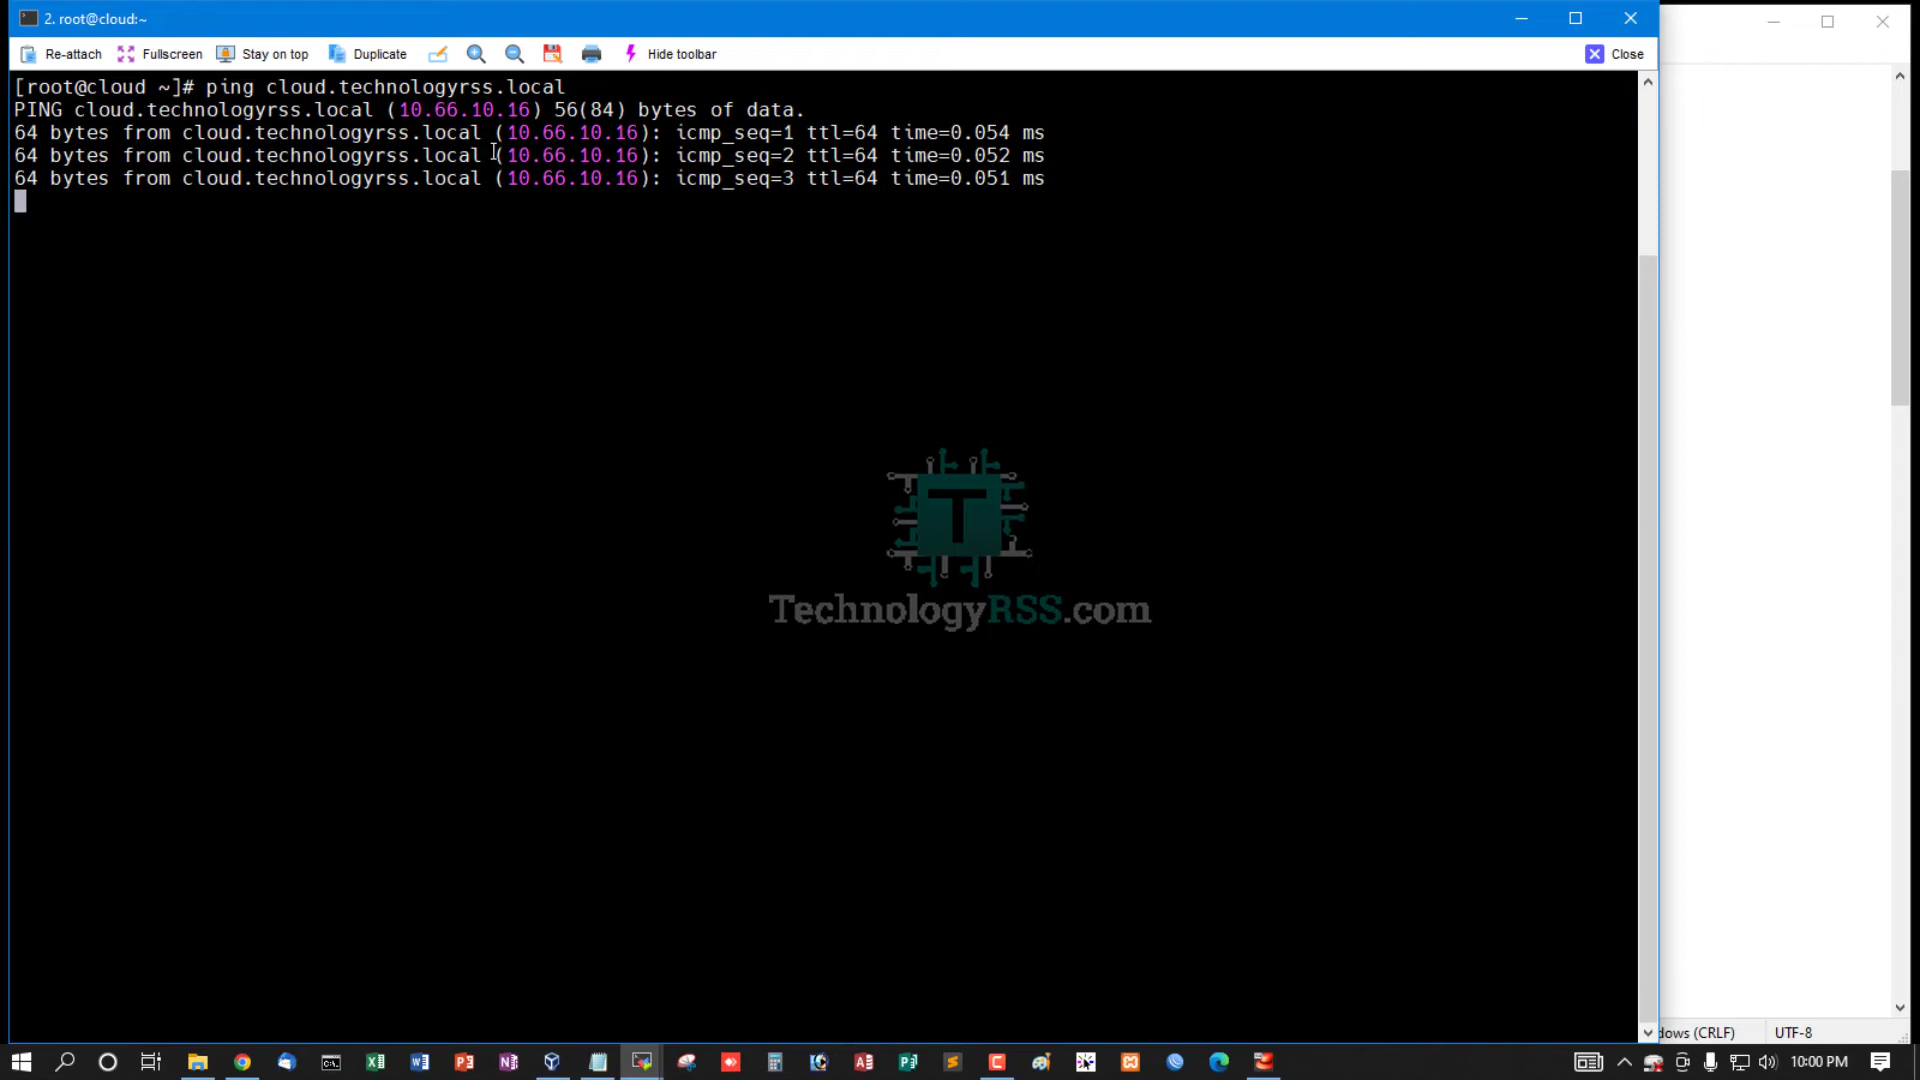 2. root@cloud:~
Re-attach Fullscreen Stay on top Duplicate Hide toolbar Close
[root@cloud ~]# ping cloud.technologyrss.local
PING cloud.technologyrss.local (10.66.10.16) 56(84) bytes of data.
64 bytes from cloud.technologyrss.local (10.66.10.16): icmp_seq=1 ttl=64 time=0.054 ms
64 bytes from cloud.technologyrss.local (10.66.10.16): icmp_seq=2 ttl=64 time=0.052 ms
64 bytes from cloud.technologyrss.local (10.66.10.16): icmp_seq=3 ttl=64 time=0.051 ms
T
TechnologyRSS.com
dows (CRLF) UTF-8
10:00 PM